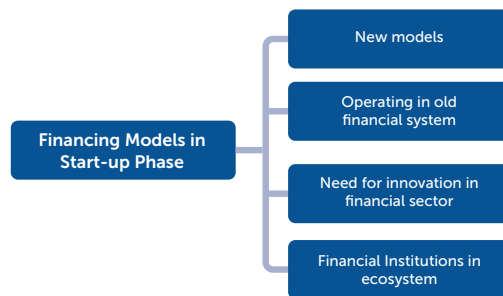 Financing Models in
Start-up Phase
New models
Operating in old
financial system
Need for innovation in
financial sector
Financial Institutions in
ecosystem